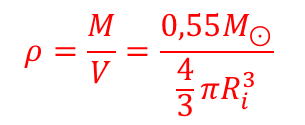 ρ = M/V = 0,55M⊙ / (4/3 πR_i^3)